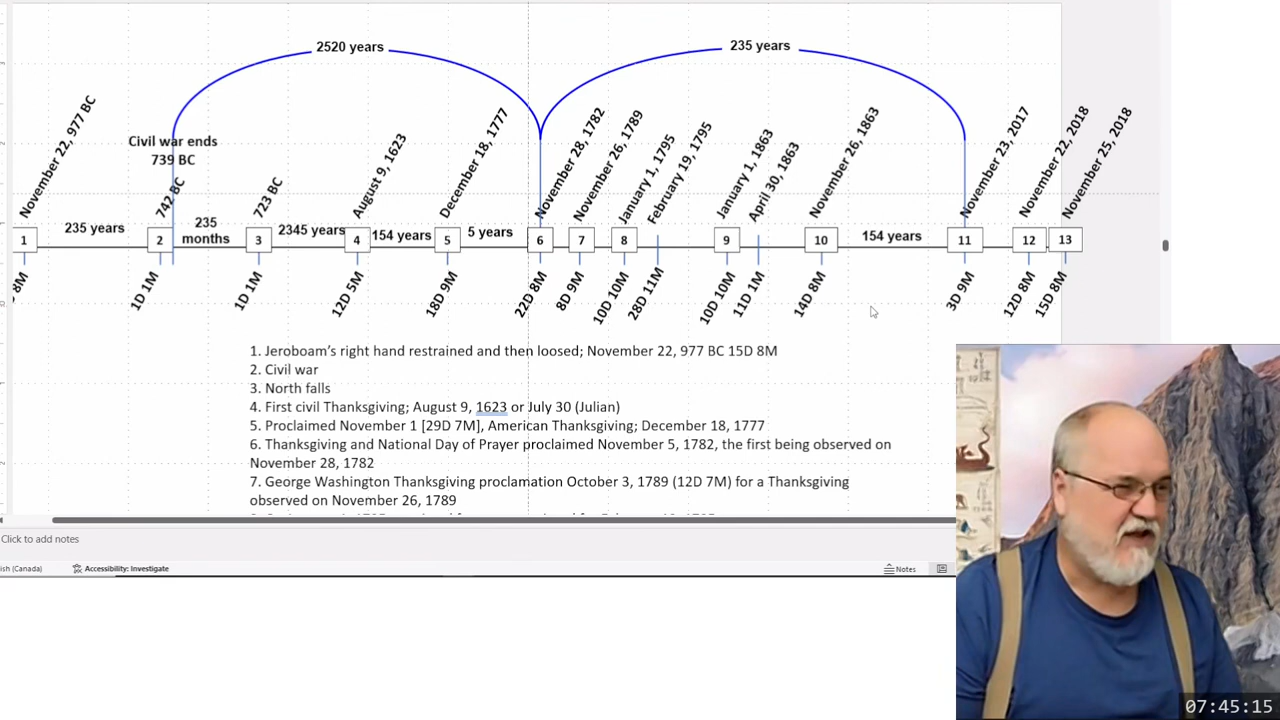 2520 years
235 years
November 22, 977 BC
Civil war ends
739 BC
742 BC
723 BC
August 9, 1623
December 18, 1777
November 28, 1782
November 26, 1789
January 1, 1795
February 19, 1795
January 1, 1863
April 30, 1863
November 26, 1863
November 23, 2017
November 22, 2018
November 25, 2018
235 years
235
months
2345 years
154 years
5 years
154 years
1 2 3 4 5 6 7 8 9 10 11 12 13
8M
1D 1M
1D 1M
12D 5M
18D 9M
22D 8M
8D 9M
10D 10M
28D 11M
10D 10M
11D 1M
14D 8M
3D 9M
12D 8M
15D 8M
1. Jeroboam's right hand restrained and then loosed; November 22, 977 BC 15D 8M
2. Civil war
3. North falls
4. First civil Thanksgiving; August 9, 1623 or July 30 (Julian)
5. Proclaimed November 1 [29D 7M], American Thanksgiving; December 18, 1777
6. Thanksgiving and National Day of Prayer proclaimed November 5, 1782, the first being observed on
November 28, 1782
7. George Washington Thanksgiving proclamation October 3, 1789 (12D 7M) for a Thanksgiving
observed on November 26, 1789
Click to add notes
ish (Canada)
Accessibility: Investigate
Notes
07:45:15